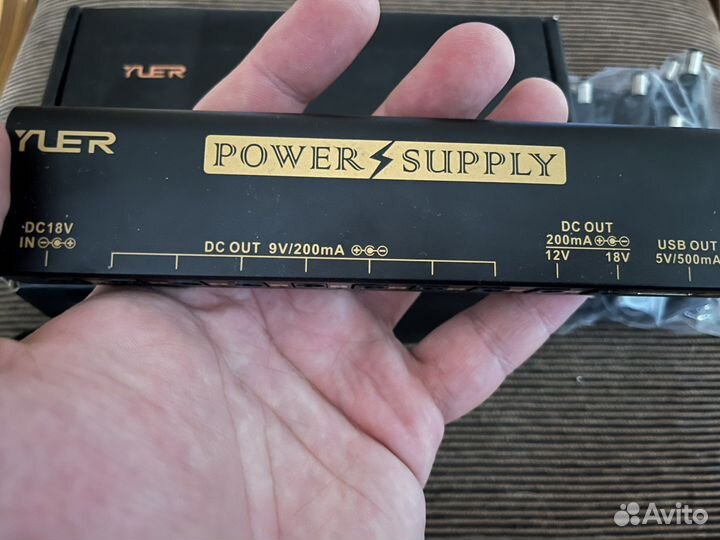 YUER
YUER
POWER SUPPLY
DC18V
IN
DC OUT 9V/200mA
DC OUT
200mA
12V 18V
USB OUT
5V/500mA
Avito